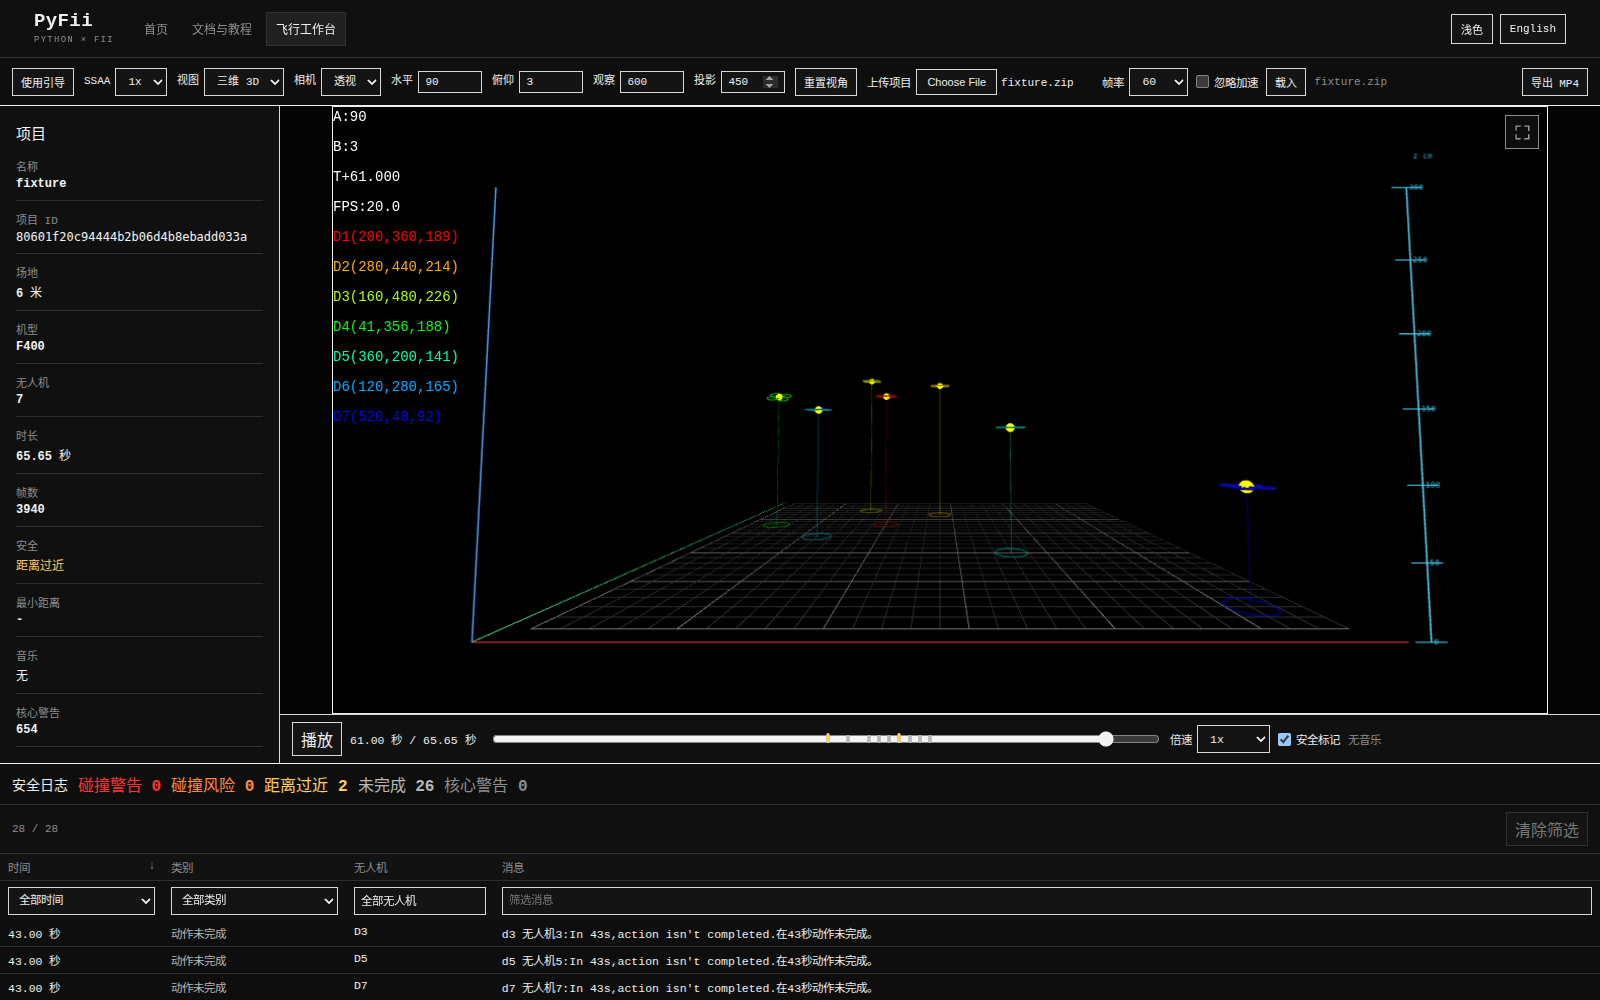 PyFii
PYTHON × FII
首页
文档与教程
飞行工作台
浅色
English
使用引导
SSAA
1x
视图
三维 3D
相机
透视
水平
90
俯仰
3
观察
600
投影
450
重置视角
上传项目
Choose File
fixture.zip
帧率
60
忽略加速
载入
fixture.zip
导出 MP4
项目
名称
fixture
项目 ID
80601f20c94444b2b06d4b8ebadd033a
场地
6 米
机型
F400
无人机
7
时长
65.65 秒
帧数
3940
安全
距离过近
最小距离
-
音乐
无
核心警告
654
A:90
B:3
T+61.000
FPS:20.0
D1(200,360,189)
D2(280,440,214)
D3(160,480,226)
D4(41,356,188)
D5(360,200,141)
D6(120,280,165)
D7(520,40,92)
z cm
300
250
200
150
100
50
0
播放
61.00 秒 / 65.65 秒
倍速
1x
安全标记
无音乐
安全日志 碰撞警告 0 碰撞风险 0 距离过近 2 未完成 26 核心警告 0
28 / 28
清除筛选
时间 ↓ 类别 无人机 消息
全部时间 全部类别 全部无人机 筛选消息
43.00 秒 动作未完成 D3 d3 无人机3:In 43s,action isn't completed.在43秒动作未完成。
43.00 秒 动作未完成 D5 d5 无人机5:In 43s,action isn't completed.在43秒动作未完成。
43.00 秒 动作未完成 D7 d7 无人机7:In 43s,action isn't completed.在43秒动作未完成。